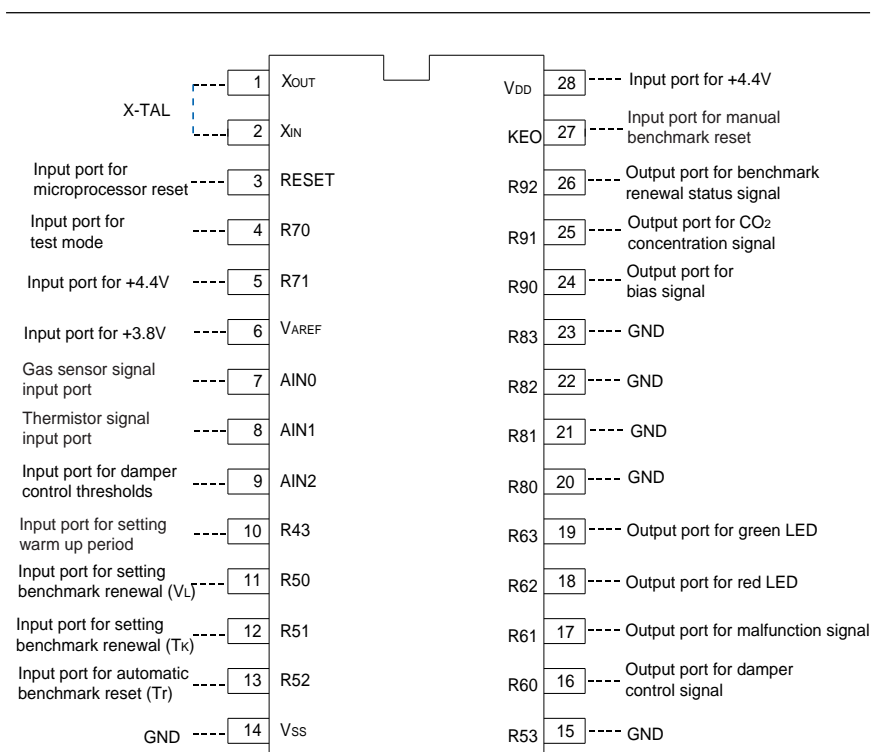 X-TAL
1 XOUT
2 XIN
Input port for
microprocessor reset
3 RESET
Input port for
test mode
4 R70
Input port for +4.4V
5 R71
Input port for +3.8V
6 VAREF
Gas sensor signal
input port
7 AIN0
Thermistor signal
input port
8 AIN1
Input port for damper
control thresholds
9 AIN2
Input port for setting
warm up period
10 R43
Input port for setting
benchmark renewal (VL)
11 R50
Input port for setting
benchmark renewal (TK)
12 R51
Input port for automatic
benchmark reset (Tr)
13 R52
GND
14 VSS
VDD 28
Input port for +4.4V
KEO 27
Input port for manual
benchmark reset
R92 26
Output port for benchmark
renewal status signal
R91 25
Output port for CO2
concentration signal
R90 24
Output port for
bias signal
R83 23
GND
R82 22
GND
R81 21
GND
R80 20
GND
R63 19
Output port for green LED
R62 18
Output port for red LED
R61 17
Output port for malfunction signal
R60 16
Output port for damper
control signal
R53 15
GND